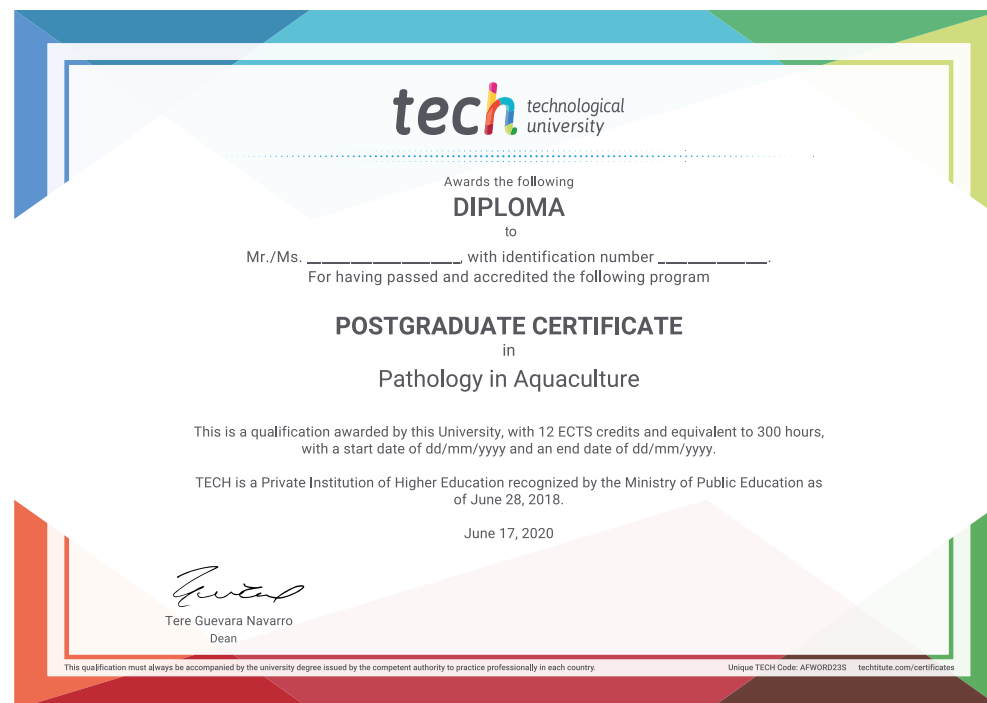 tech technological
university
Awards the following
DIPLOMA
to
Mr./Ms. ____________________, with identification number ______________.
For having passed and accredited the following program
POSTGRADUATE CERTIFICATE
in
Pathology in Aquaculture
This is a qualification awarded by this University, with 12 ECTS credits and equivalent to 300 hours,
with a start date of dd/mm/yyyy and an end date of dd/mm/yyyy.
TECH is a Private Institution of Higher Education recognized by the Ministry of Public Education as
of June 28, 2018.
June 17, 2020
Tere Guevara Navarro
Dean
This qualification must always be accompanied by the university degree issued by the competent authority to practice professionally in each country.
Unique TECH Code: AFWORD23S techtitute.com/certificates